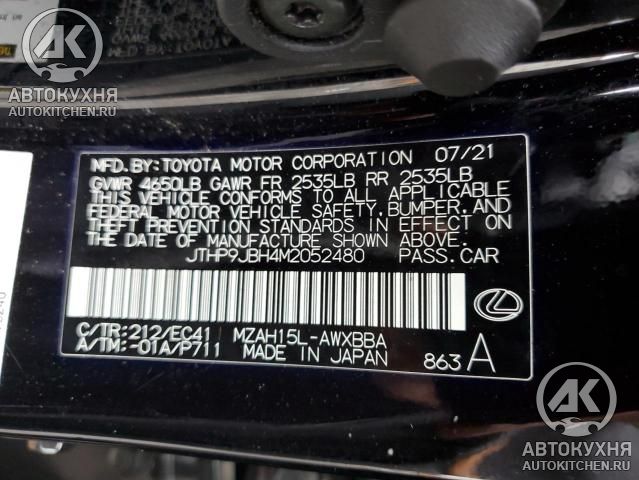 АВТОКУХНЯ
AUTOKITCHEN.RU
MFD.BY:TOYOTA MOTOR CORPORATION 07/21
GVWR 4650LB GAWR FR 2535LB RR 2535LB
THIS VEHICLE CONFORMS TO ALL APPLICABLE
FEDERAL MOTOR VEHICLE SAFETY,BUMPER,AND
THEFT PREVENTION STANDARDS IN EFFECT ON
THE DATE OF MANUFACTURE SHOWN ABOVE.
JTHP9JBH4M2052480 PASS.CAR
C/TR:212/EC41 MZAH15L-AWXBBA
A/TM:-01A/P711 MADE IN JAPAN 863 A
АК
АВТОКУХНЯ
AUTOKITCHEN.RU